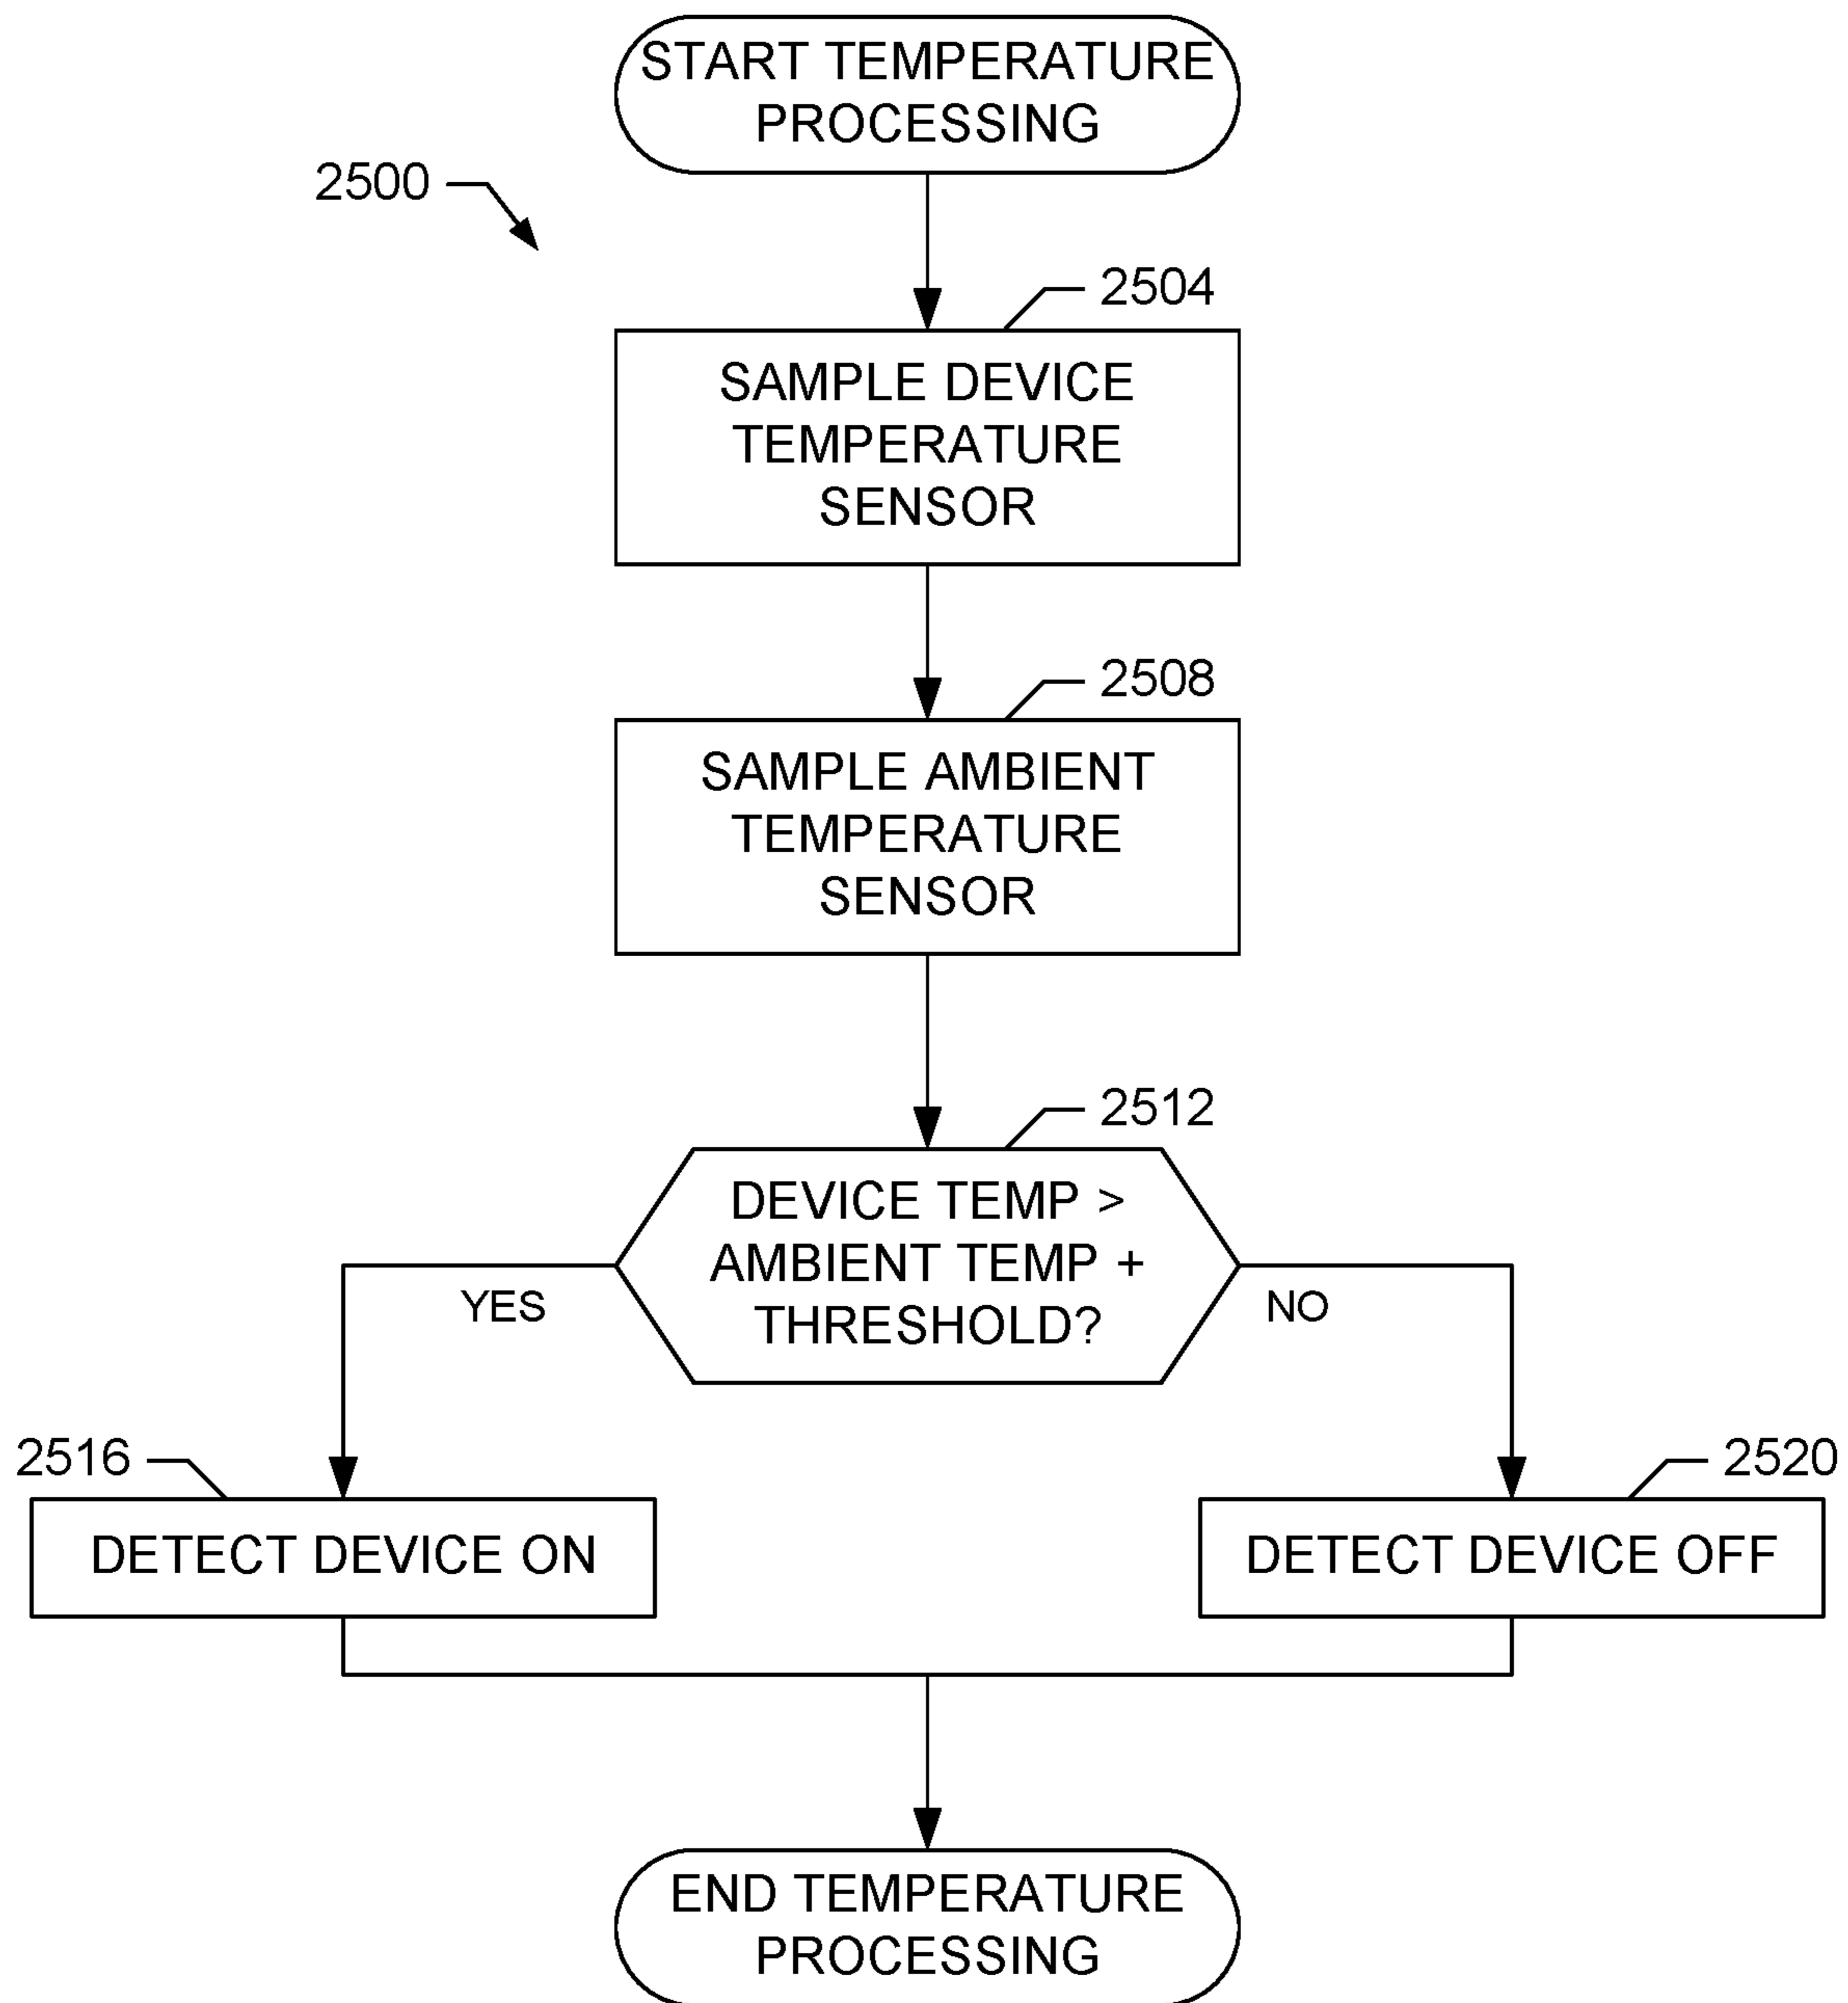 START TEMPERATURE
PROCESSING
2500
2504
SAMPLE DEVICE
TEMPERATURE
SENSOR
2508
SAMPLE AMBIENT
TEMPERATURE
SENSOR
2512
DEVICE TEMP >
AMBIENT TEMP +
THRESHOLD?
YES
NO
2516
DETECT DEVICE ON
2520
DETECT DEVICE OFF
END TEMPERATURE
PROCESSING